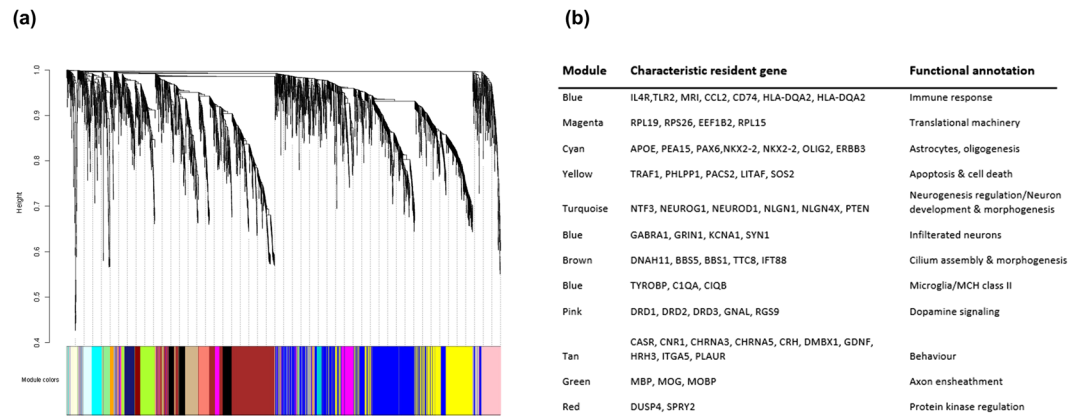 (a)
(b)
Height
1.0
0.9
0.8
0.7
0.6
0.5
0.4
Module colors
Module Characteristic resident gene Functional annotation
Blue IL4R,TLR2, MRI, CCL2, CD74, HLA-DQA2, HLA-DQA2 Immune response
Magenta RPL19, RPS26, EEF1B2, RPL15 Translational machinery
Cyan APOE, PEA15, PAX6,NKX2-2, NKX2-2, OLIG2, ERBB3 Astrocytes, oligogenesis
Yellow TRAF1, PHLPP1, PACS2, LITAF, SOS2 Apoptosis & cell death
Turquoise NTF3, NEUROG1, NEUROD1, NLGN1, NLGN4X, PTEN Neurogenesis regulation/Neuron
development & morphogenesis
Blue GABRA1, GRIN1, KCNA1, SYN1 Infilterated neurons
Brown DNAH11, BBS5, BBS1, TTC8, IFT88 Cilium assembly & morphogenesis
Blue TYROBP, C1QA, CIQB Microglia/MCH class II
Pink DRD1, DRD2, DRD3, GNAL, RGS9 Dopamine signaling
Tan CASR, CNR1, CHRNA3, CHRNA5, CRH, DMBX1, GDNF,
HRH3, ITGA5, PLAUR Behaviour
Green MBP, MOG, MOBP Axon ensheathment
Red DUSP4, SPRY2 Protein kinase regulation